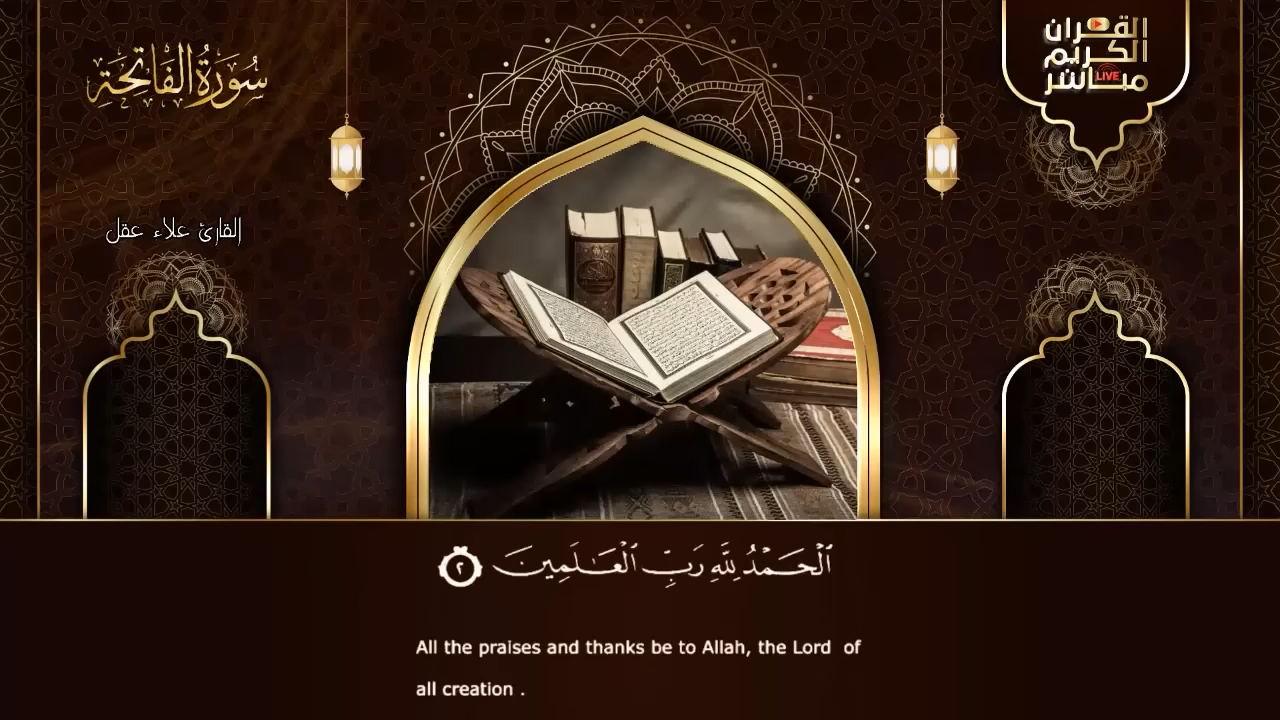 سُورَةُ الفَاتِحَةِ
القرآن
الكريم
مباشر
LIVE
القارئ علاء عقل
ٱلۡحَمۡدُ لِلَّهِ رَبِّ ٱلۡعَٰلَمِينَ ٢
All the praises and thanks be to Allah, the Lord of
all creation .